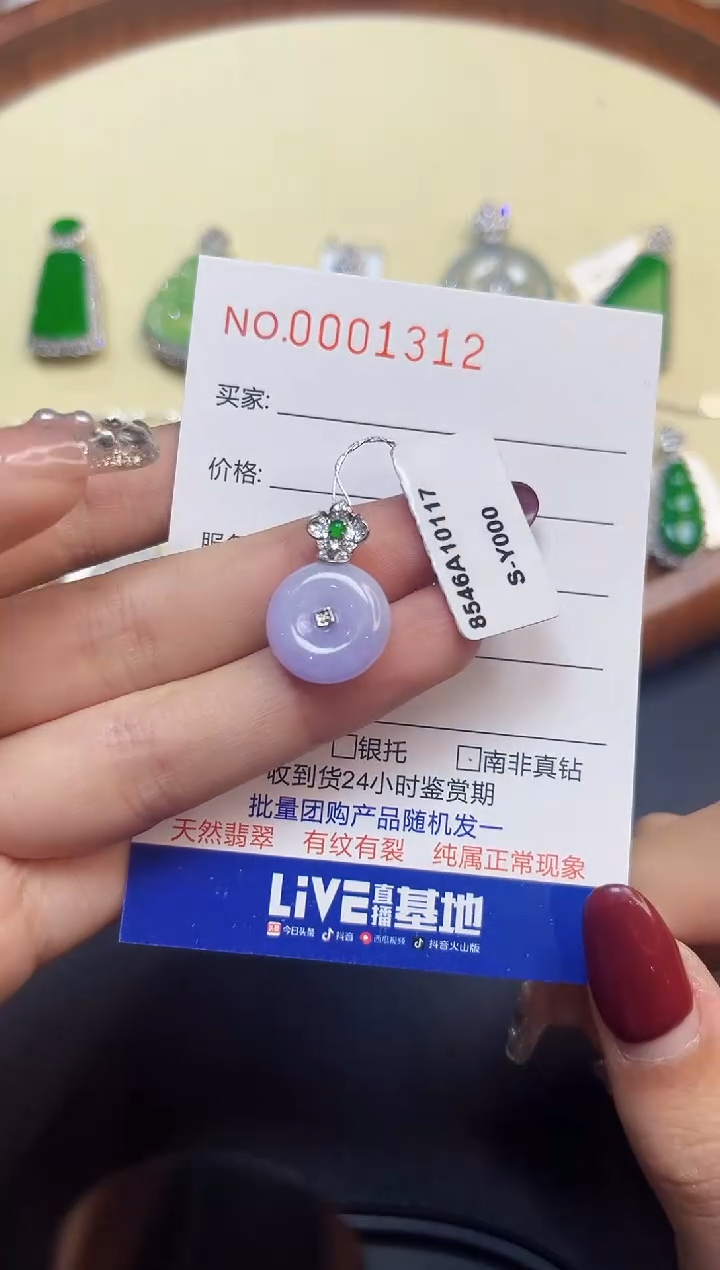 NO.0001312
买家:
价格:
8546A10117
S-Y000
银托 南非真钻
收到货24小时鉴赏期
批量团购产品随机发一
天然翡翠 有纹有裂 纯属正常现象
LiVE直播基地
今日头条 抖音 西瓜视频 抖音火山版